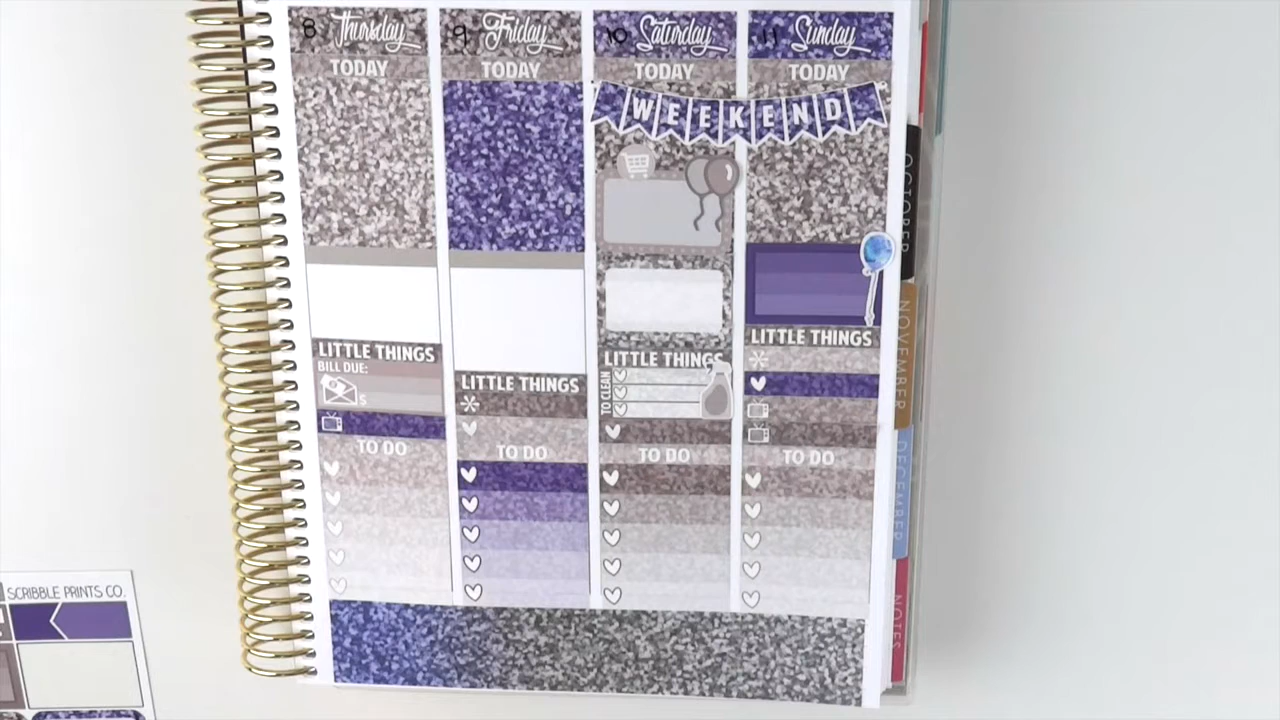 8 Thursday
9 Friday
10 Saturday
11 Sunday
TODAY
TODAY
TODAY
TODAY
WEEKEND
LITTLE THINGS
BILL DUE:
$
TO DO
LITTLE THINGS
TO DO
LITTLE THINGS
TO CLEAN
TO DO
LITTLE THINGS
TO DO
OCTOBER
NOVEMBER
DECEMBER
NOTES
SCRIBBLE PRINTS CO.